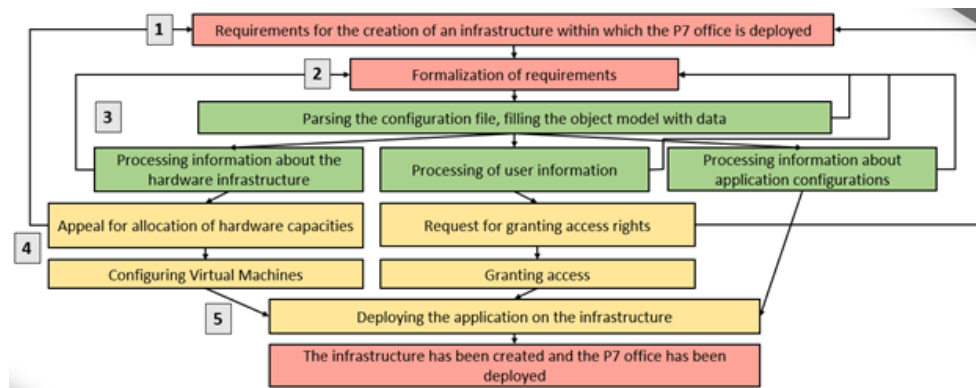 1
Requirements for the creation of an infrastructure within which the P7 office is deployed
2
Formalization of requirements
3
Parsing the configuration file, filling the object model with data
Processing information about the
hardware infrastructure
Processing of user information
Processing information about
application configurations
4
Appeal for allocation of hardware capacities
Request for granting access rights
Configuring Virtual Machines
Granting access
5
Deploying the application on the infrastructure
The infrastructure has been created and the P7 office has been
deployed